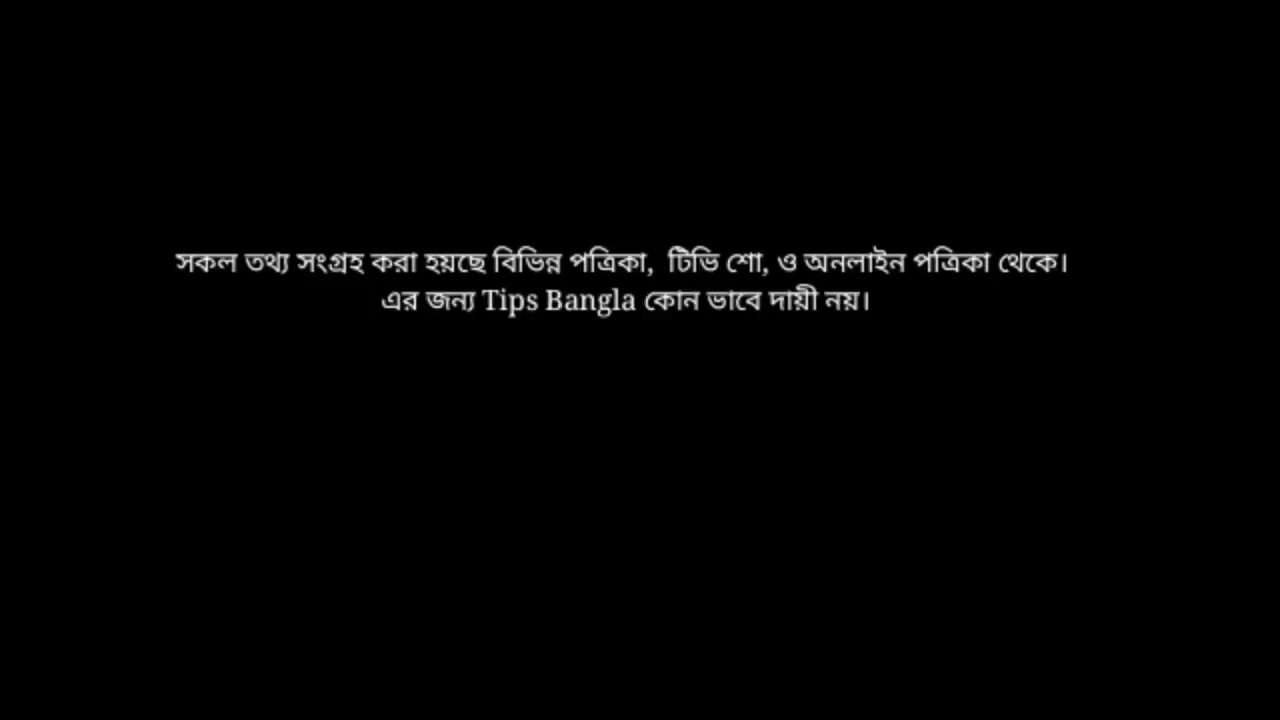 সকল তথ্য সংগ্রহ করা হয়ছে বিভিন্ন পত্রিকা, টিভি শো, ও অনলাইন পত্রিকা থেকে।
এর জন্য Tips Bangla কোন ভাবে দায়ী নয়।